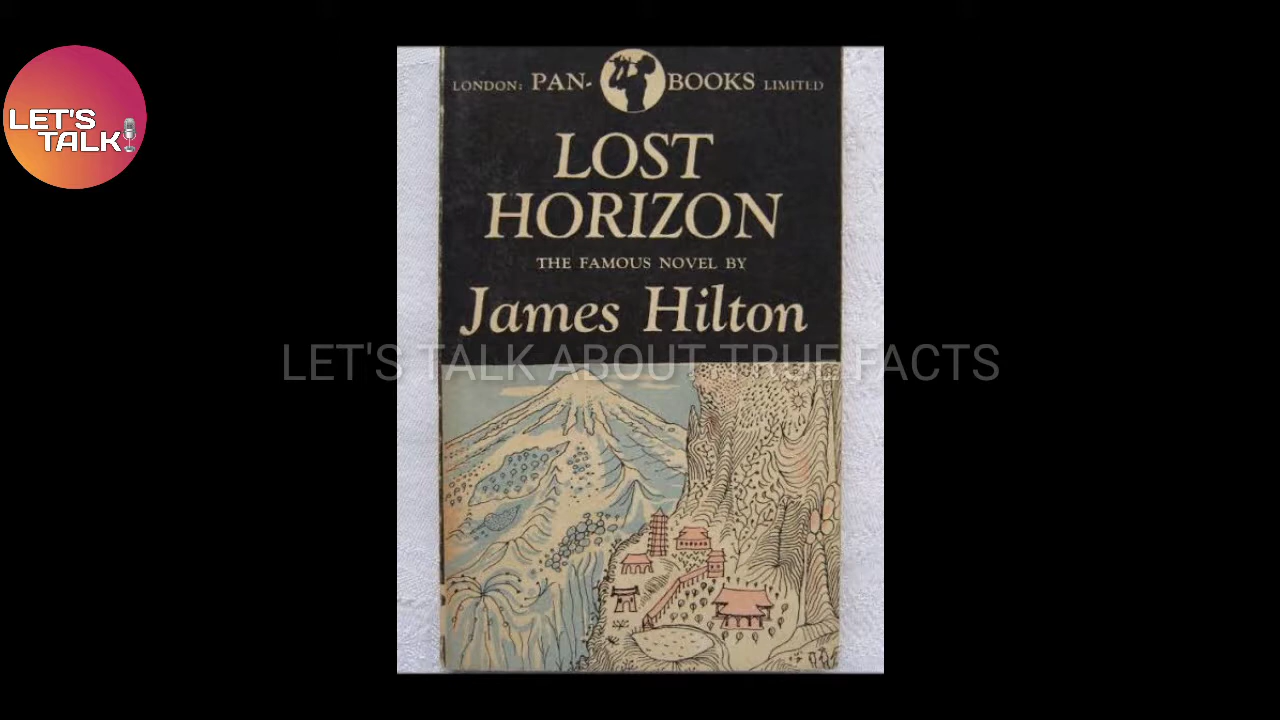 LET'S
TALK
LONDON: PAN-BOOKS LIMITED
LOST
HORIZON
THE FAMOUS NOVEL BY
James Hilton
LET'S TALK ABOUT TRUE FACTS